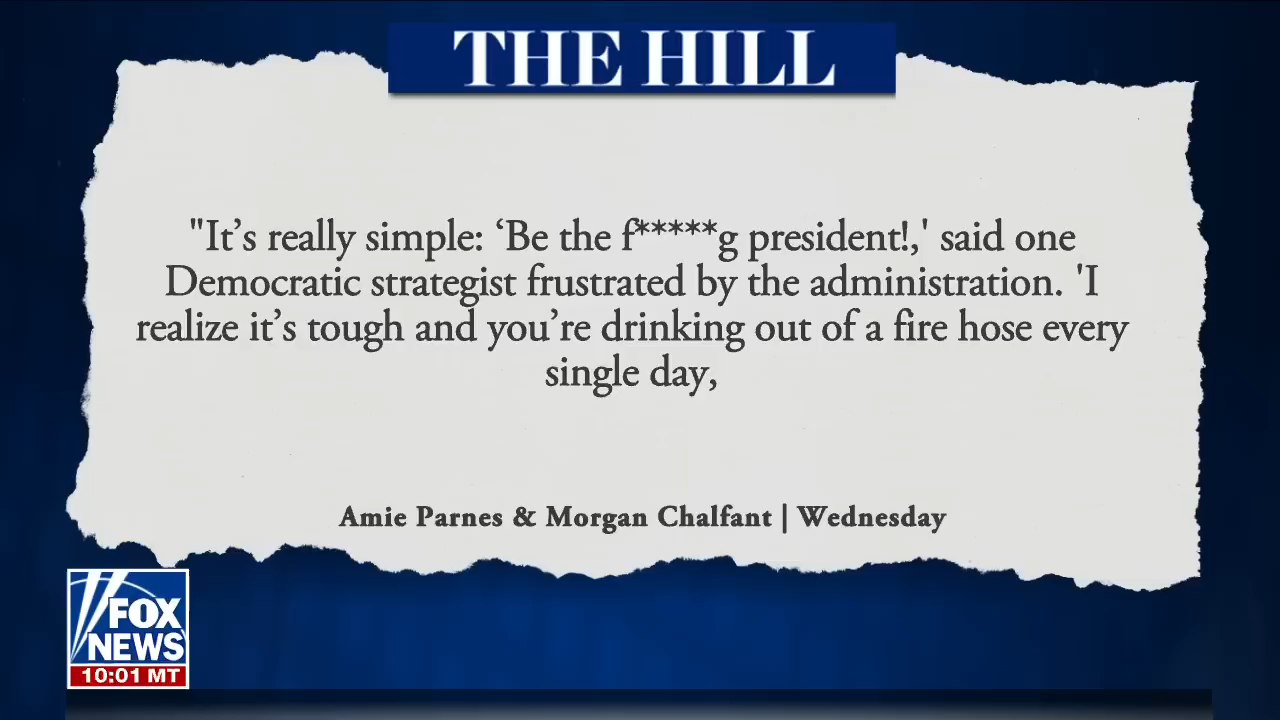 THE HILL
"It’s really simple: ‘Be the f*****g president!,' said one
Democratic strategist frustrated by the administration. 'I
realize it’s tough and you’re drinking out of a fire hose every
single day,
Amie Parnes & Morgan Chalfant | Wednesday
FOX
NEWS
10:01 MT